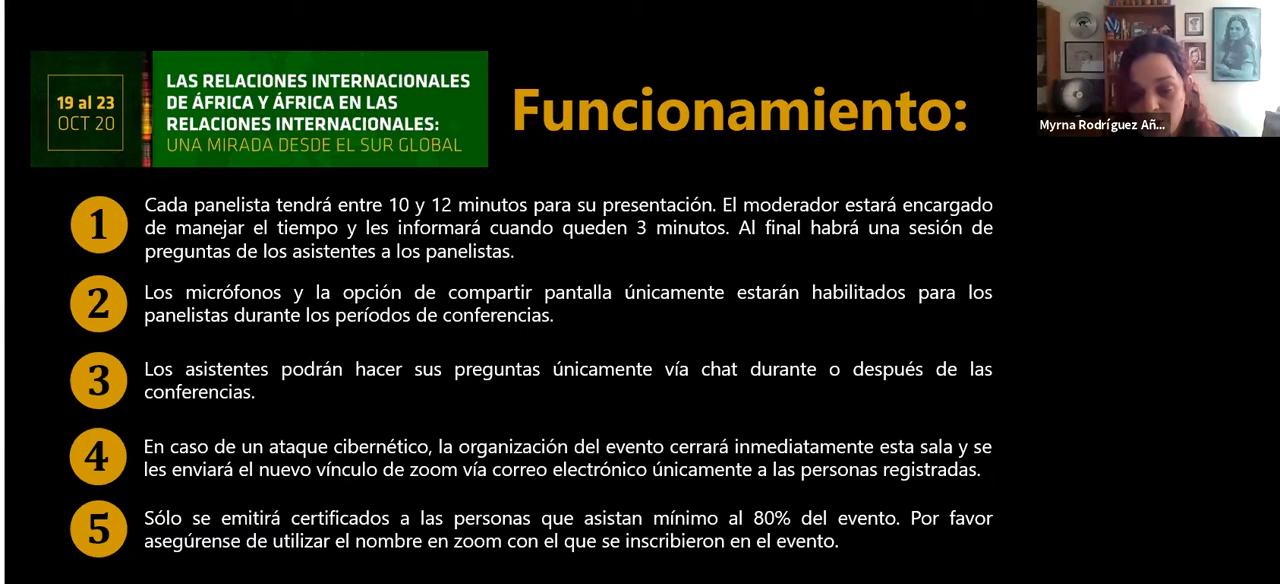 19 al 23
OCT 20
LAS RELACIONES INTERNACIONALES
DE ÁFRICA Y ÁFRICA EN LAS
RELACIONES INTERNACIONALES:
UNA MIRADA DESDE EL SUR GLOBAL
Funcionamiento:
Myrna Rodríguez Añ...
1
Cada panelista tendrá entre 10 y 12 minutos para su presentación. El moderador estará encargado
de manejar el tiempo y les informará cuando queden 3 minutos. Al final habrá una sesión de
preguntas de los asistentes a los panelistas.
2
Los micrófonos y la opción de compartir pantalla únicamente estarán habilitados para los
panelistas durante los períodos de conferencias.
3
Los asistentes podrán hacer sus preguntas únicamente vía chat durante o después de las
conferencias.
4
En caso de un ataque cibernético, la organización del evento cerrará inmediatamente esta sala y se
les enviará el nuevo vínculo de zoom vía correo electrónico únicamente a las personas registradas.
5
Sólo se emitirá certificados a las personas que asistan mínimo al 80% del evento. Por favor
asegúrense de utilizar el nombre en zoom con el que se inscribieron en el evento.